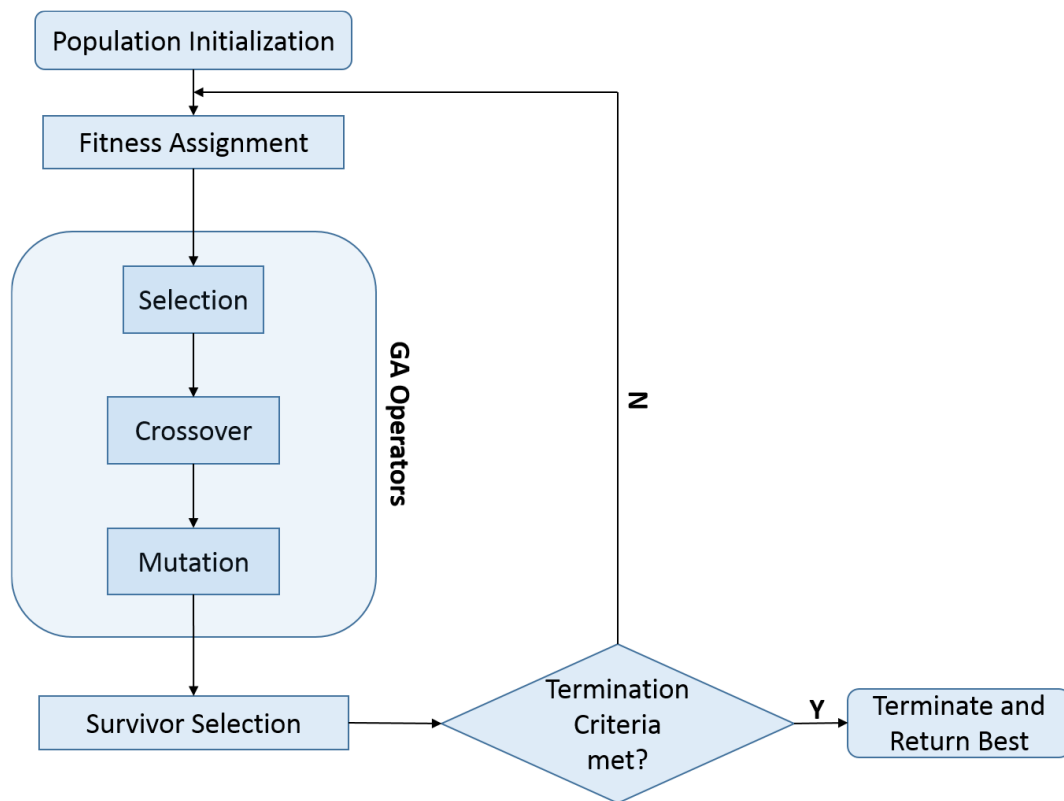 Population Initialization
Fitness Assignment
Selection
Crossover
Mutation
GA Operators
Survivor Selection
Termination
Criteria
met?
N
Y
Terminate and
Return Best